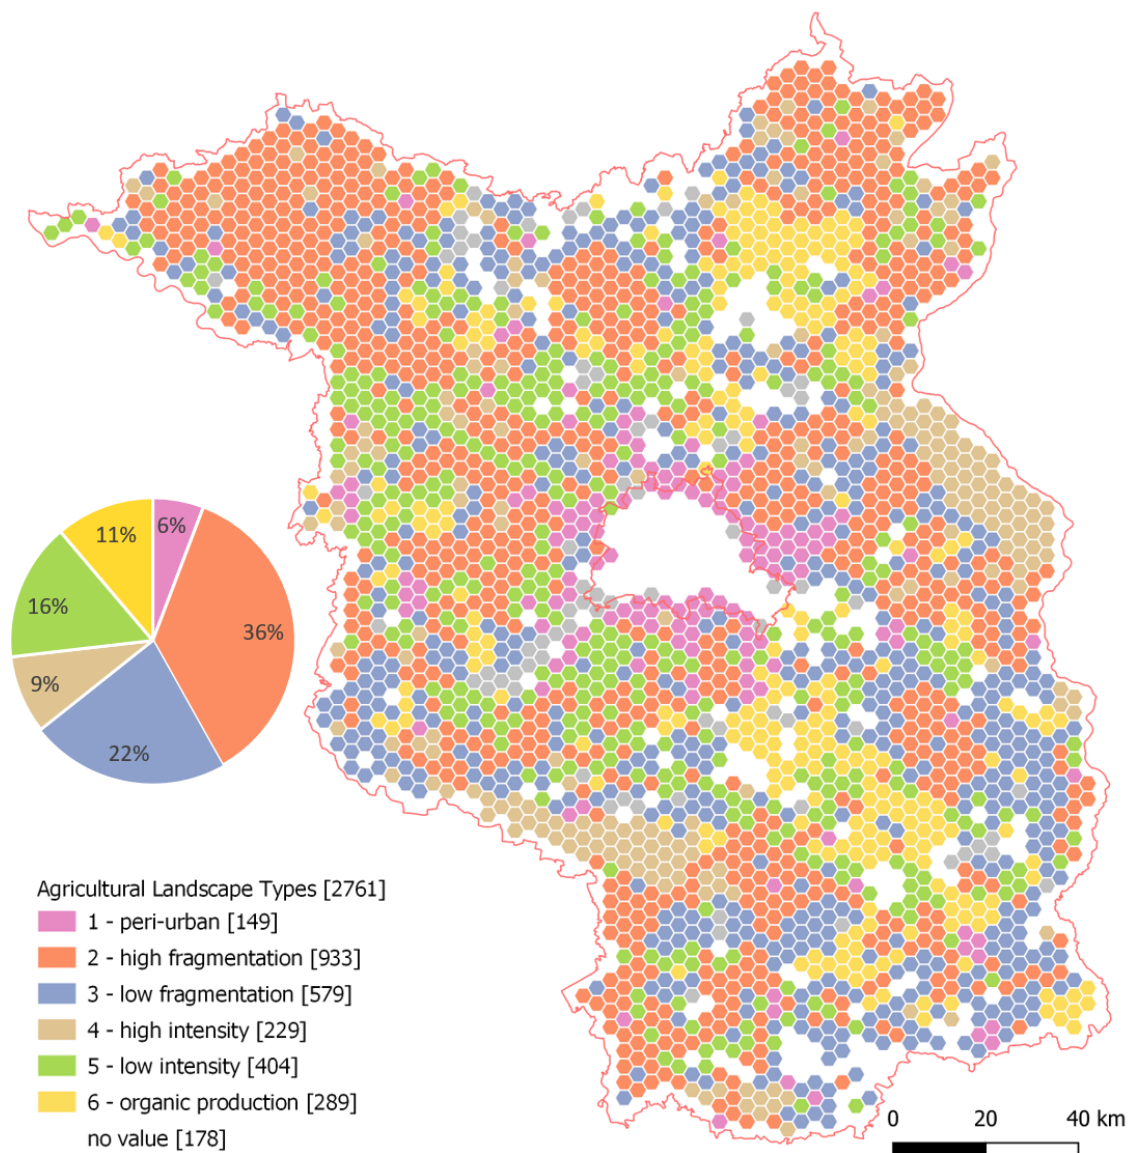 11%
6%
16%
36%
9%
22%
Agricultural Landscape Types [2761]
1 - peri-urban [149]
2 - high fragmentation [933]
3 - low fragmentation [579]
4 - high intensity [229]
5 - low intensity [404]
6 - organic production [289]
no value [178]
0 20 40 km